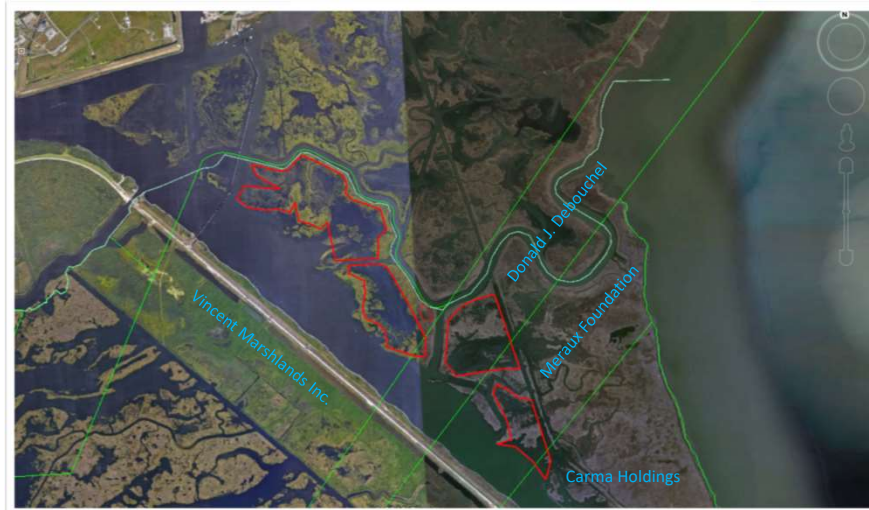 N
Donald J. Debouchel
Meraux Foundation
Vincent Marshlands Inc.
Carma Holdings